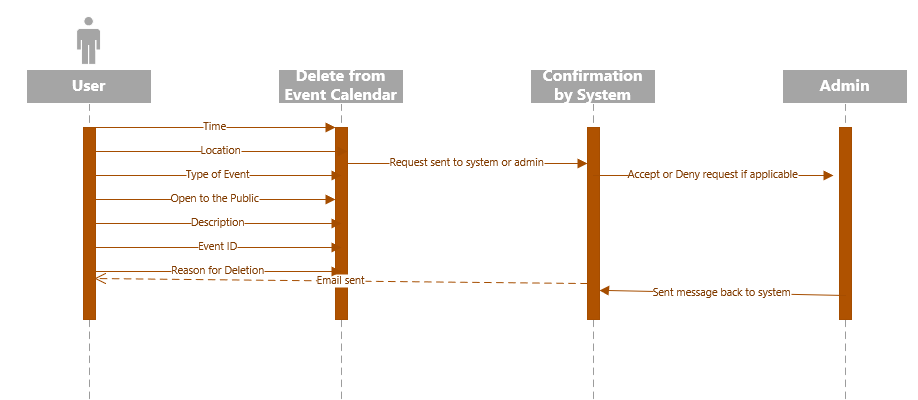 User
Delete from
Event Calendar
Confirmation
by System
Admin
Time
Location
Request sent to system or admin
Type of Event
Accept or Deny request if applicable
Open to the Public
Description
Event ID
Reason for Deletion
Email sent
Sent message back to system